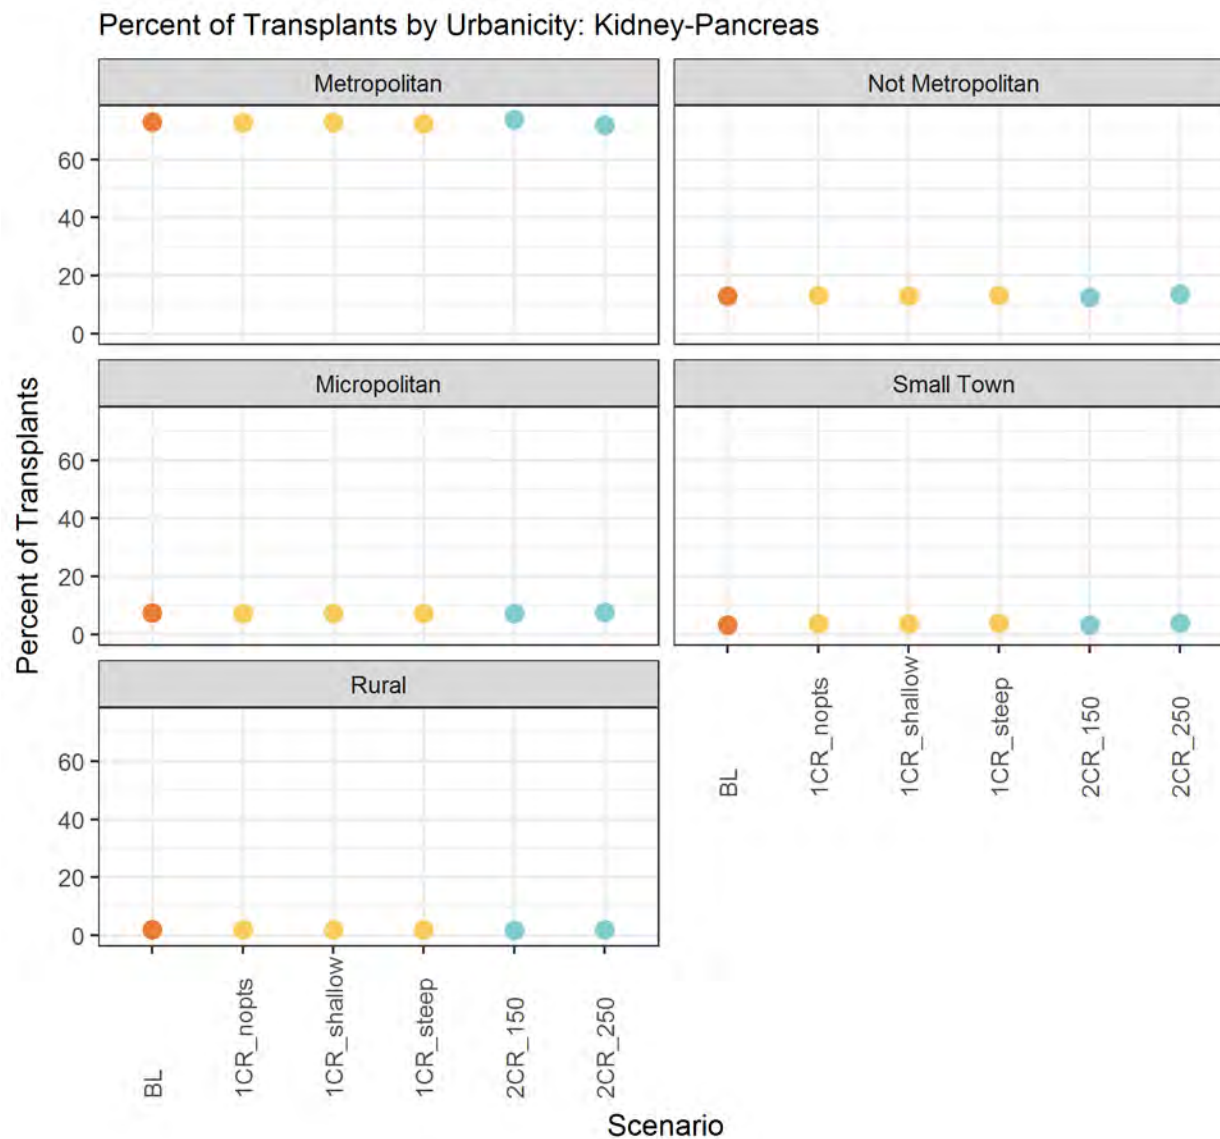 Percent of Transplants by Urbanicity: Kidney-Pancreas
Metropolitan
Not Metropolitan
60
40
20
0
Micropolitan
Small Town
60
40
20
0
Percent of Transplants
Rural
60
40
20
0
BL
1CR_nopts
1CR_shallow
1CR_steep
2CR_150
2CR_250
BL
1CR_nopts
1CR_shallow
1CR_steep
2CR_150
2CR_250
Scenario